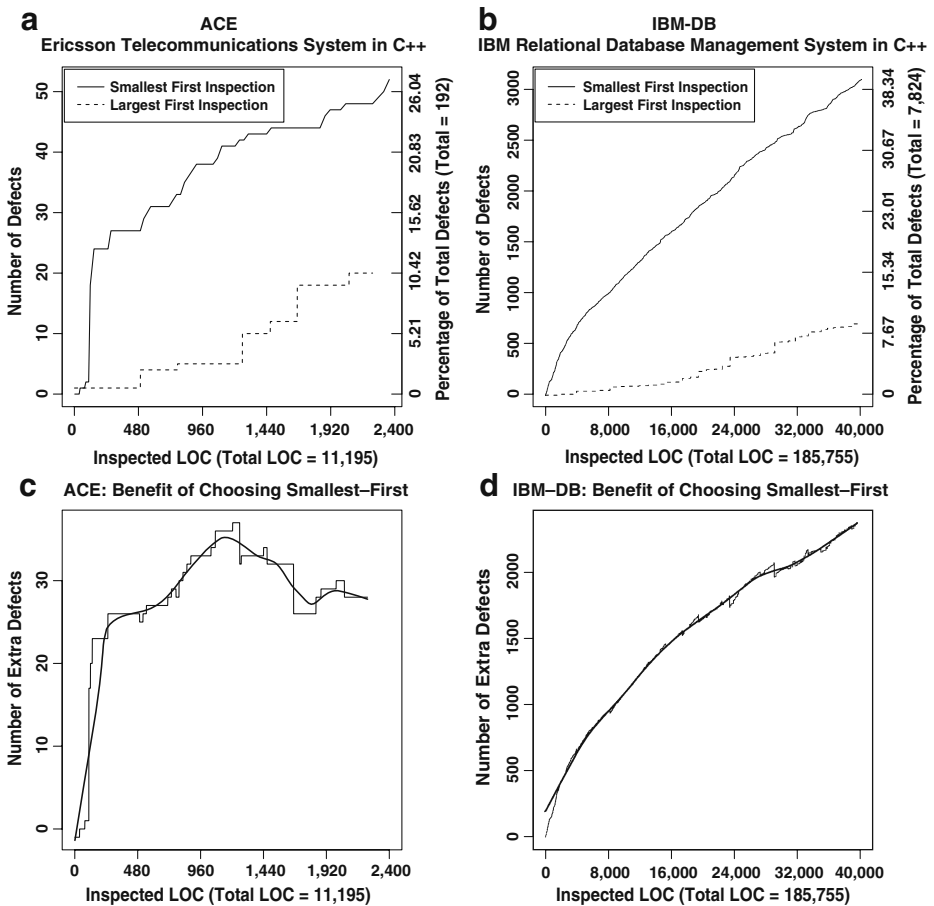 a
ACE
Ericsson Telecommunications System in C++
Smallest First Inspection
Largest First Inspection
Number of Defects
0
10
20
30
40
50
Percentage of Total Defects (Total = 192)
0
5.21
10.42
15.62
20.83
26.04
0
480
960
1,440
1,920
2,400
Inspected LOC (Total LOC = 11,195)
b
IBM-DB
IBM Relational Database Management System in C++
Smallest First Inspection
Largest First Inspection
Number of Defects
0
500
1000
1500
2000
2500
3000
Percentage of Total Defects (Total = 7,824)
0
7.67
15.34
23.01
30.67
38.34
0
8,000
16,000
24,000
32,000
40,000
Inspected LOC (Total LOC = 185,755)
c
ACE: Benefit of Choosing Smallest–First
Number of Extra Defects
0
10
20
30
0
480
960
1,440
1,920
2,400
Inspected LOC (Total LOC = 11,195)
d
IBM–DB: Benefit of Choosing Smallest–First
Number of Extra Defects
0
500
1000
1500
2000
0
8,000
16,000
24,000
32,000
40,000
Inspected LOC (Total LOC = 185,755)